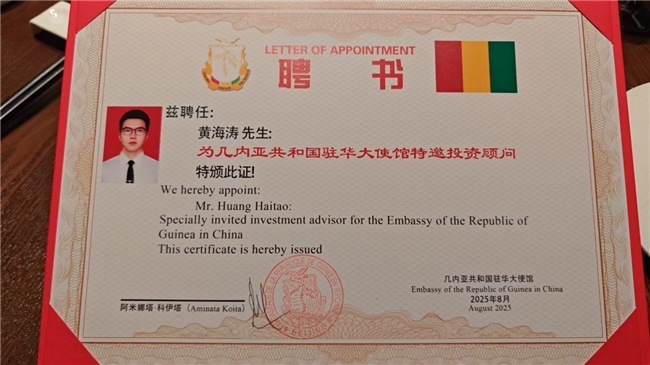 LETTER OF APPOINTMENT
聘 书
兹聘任：
黄海涛 先生：
为几内亚共和国驻华大使馆特邀投资顾问
特颁此证！
We hereby appoint:
Mr. Huang Haitao:
Specially invited investment advisor for the Embassy of the Republic of
Guinea in China
This certificate is hereby issued
阿米娜塔·科伊塔（Aminata Koita）
几内亚共和国驻华大使馆
Embassy of the Republic of Guinea in China
2025年8月
August 2025